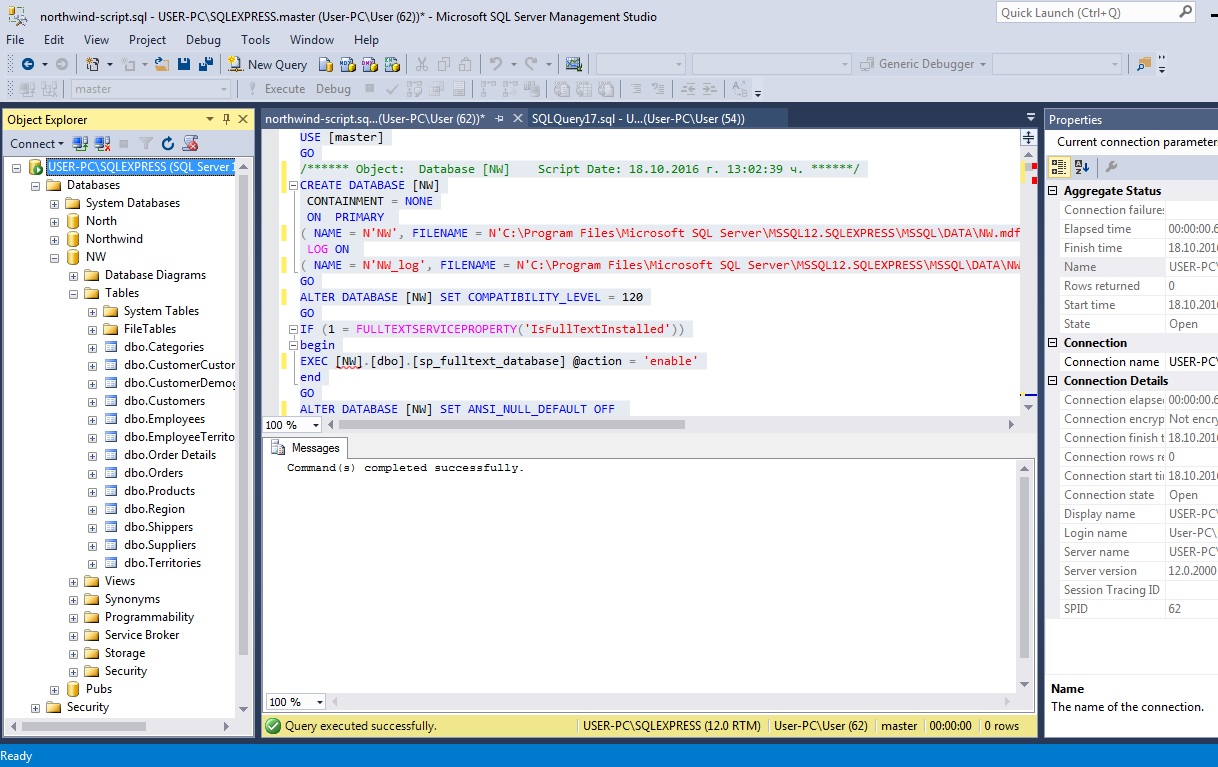 northwind-script.sql - USER-PC\SQLEXPRESS.master (User-PC\User (62))* - Microsoft SQL Server Management Studio
Quick Launch (Ctrl+Q)
File Edit View Project Debug Tools Window Help
New Query
Generic Debugger
master
Execute Debug
Object Explorer
Connect
USER-PC\SQLEXPRESS (SQL Server 1
Databases
System Databases
North
Northwind
NW
Database Diagrams
Tables
System Tables
FileTables
dbo.Categories
dbo.CustomerCustor
dbo.CustomerDemog
dbo.Customers
dbo.Employees
dbo.EmployeeTerrito
dbo.Order Details
dbo.Orders
dbo.Products
dbo.Region
dbo.Shippers
dbo.Suppliers
dbo.Territories
Views
Synonyms
Programmability
Service Broker
Storage
Security
Pubs
Security
northwind-script.sq...(User-PC\User (62))*
SQLQuery17.sql - U...(User-PC\User (54))
USE [master]
GO
/****** Object:  Database [NW]    Script Date: 18.10.2016 г. 13:02:39 ч. ******/
CREATE DATABASE [NW]
CONTAINMENT = NONE
ON  PRIMARY
( NAME = N'NW', FILENAME = N'C:\Program Files\Microsoft SQL Server\MSSQL12.SQLEXPRESS\MSSQL\DATA\NW.mdf
LOG ON
( NAME = N'NW_log', FILENAME = N'C:\Program Files\Microsoft SQL Server\MSSQL12.SQLEXPRESS\MSSQL\DATA\NW
GO
ALTER DATABASE [NW] SET COMPATIBILITY_LEVEL = 120
GO
IF (1 = FULLTEXTSERVICEPROPERTY('IsFullTextInstalled'))
begin
EXEC [NW].[dbo].[sp_fulltext_database] @action = 'enable'
end
GO
ALTER DATABASE [NW] SET ANSI_NULL_DEFAULT OFF
100 %
Messages
Command(s) completed successfully.
100 %
Query executed successfully.
USER-PC\SQLEXPRESS (12.0 RTM)
User-PC\User (62)
master
00:00:00
0 rows
Properties
Current connection parameter
Aggregate Status
Connection failures
Elapsed time 00:00:00.6
Finish time 18.10.2016
Name USER-PC\
Rows returned 0
Start time 18.10.2016
State Open
Connection
Connection name USER-PC\
Connection Details
Connection elapse 00:00:00.6
Connection encryp Not encry
Connection finish t 18.10.2016
Connection rows re 0
Connection start tir 18.10.2016
Connection state Open
Display name USER-PC\
Login name User-PC\
Server name USER-PC\
Server version 12.0.2000
Session Tracing ID
SPID 62
Name
The name of the connection.
Ready